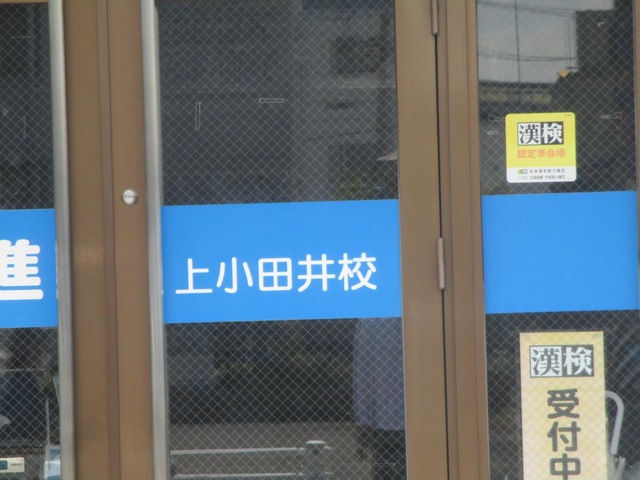 進
上小田井校
漢検
認定準会場
漢検
受付中